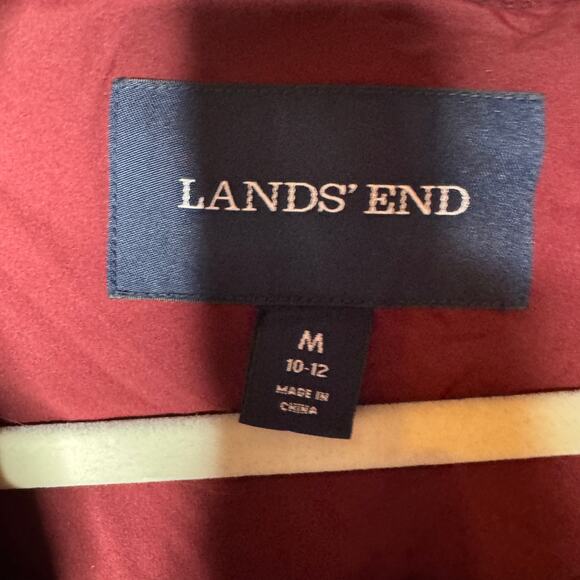 LANDS' END
M
10-12
MADE IN
CHINA